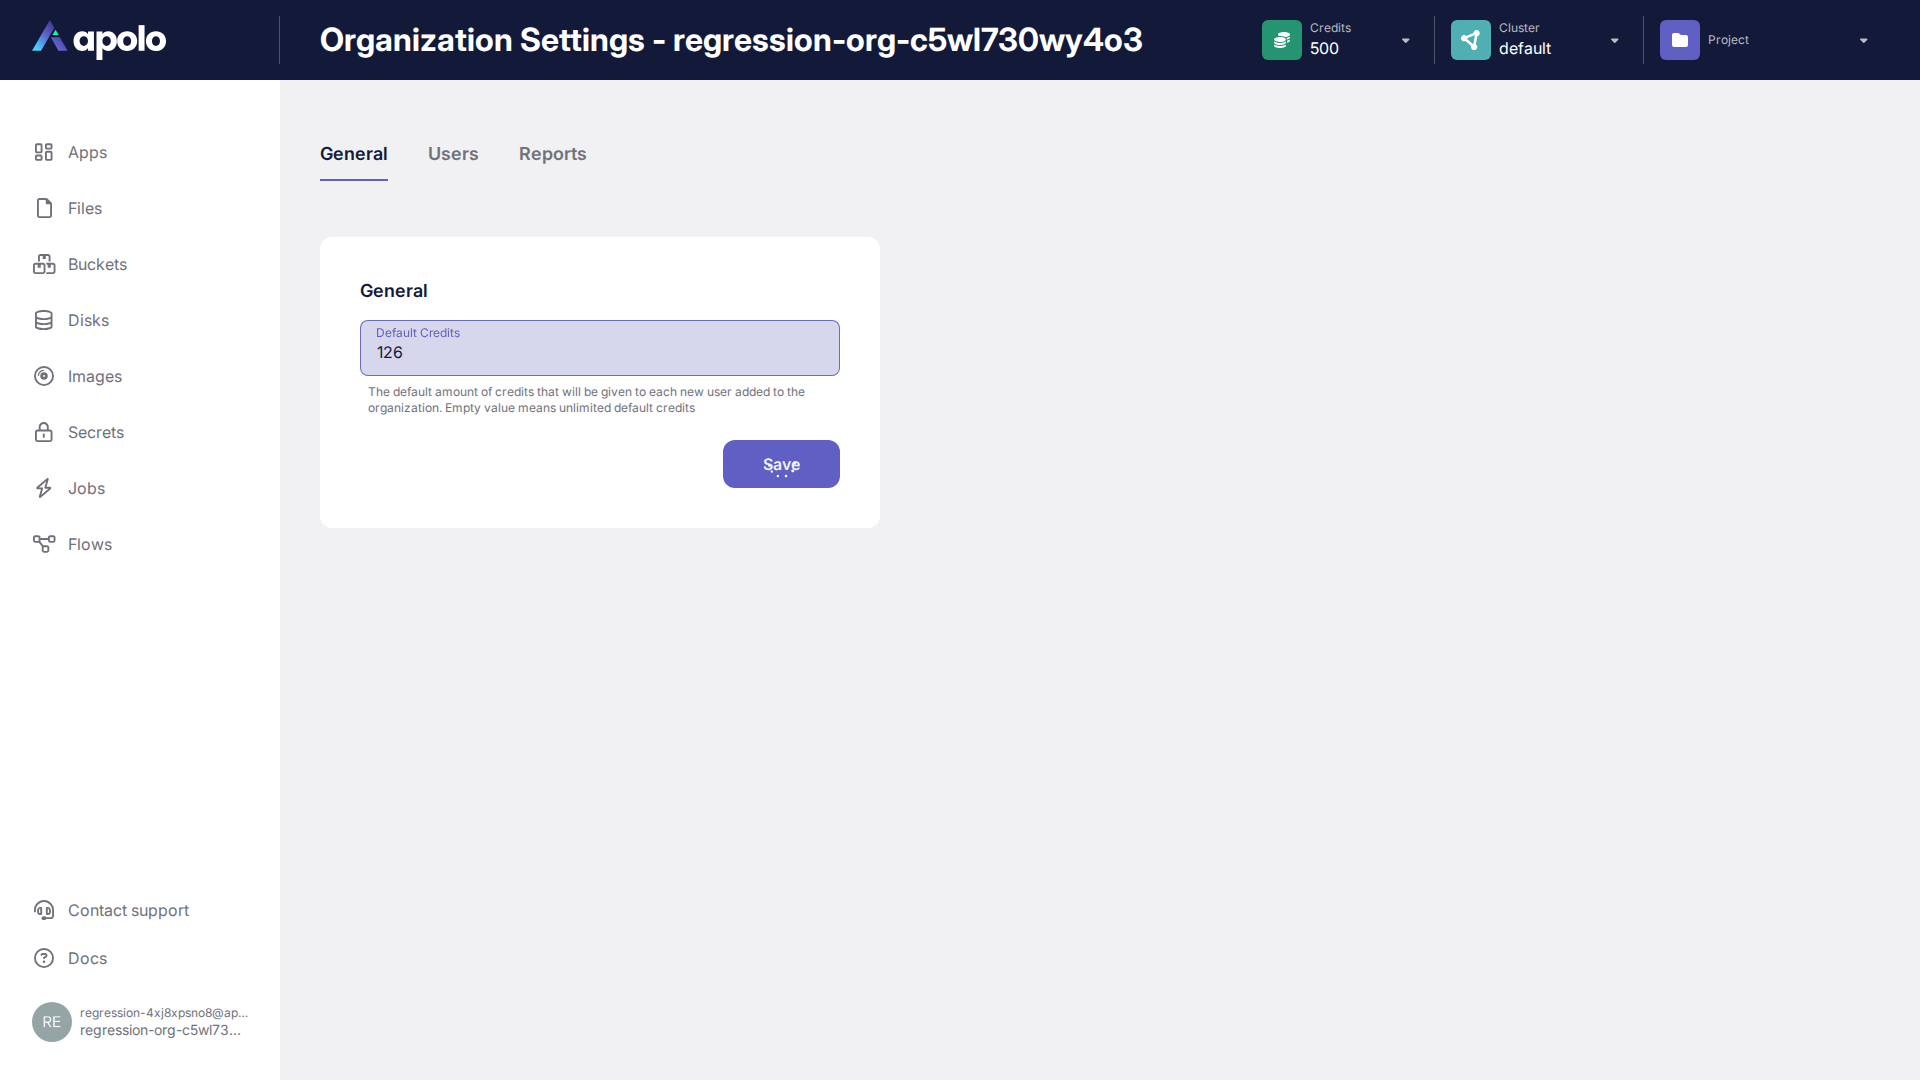 apolo
Organization Settings - regression-org-c5wl730wy4o3
Credits
500
Cluster
default
Project
Apps
Files
Buckets
Disks
Images
Secrets
Jobs
Flows
Contact support
Docs
RE
regression-4xj8xpsno8@ap...
regression-org-c5wl73...
General
Users
Reports
General
Default Credits
126
The default amount of credits that will be given to each new user added to the
organization. Empty value means unlimited default credits
Save